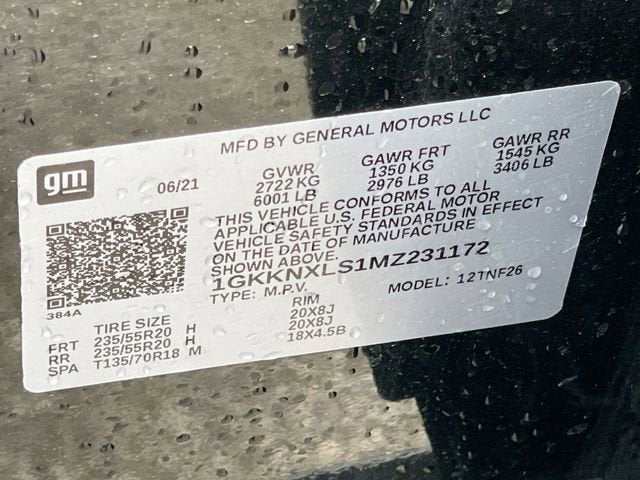 MFD BY GENERAL MOTORS LLC
gm
06/21
GVWR
2722 KG
6001 LB
GAWR FRT
1350 KG
2976 LB
GAWR RR
1545 KG
3406 LB
THIS VEHICLE CONFORMS TO ALL
APPLICABLE U.S. FEDERAL MOTOR
VEHICLE SAFETY STANDARDS IN EFFECT
ON THE DATE OF MANUFACTURE
SHOWN ABOVE.
1GKKNXLS1MZ231172
TYPE: M.P.V.
MODEL: 12TNF26
384A
TIRE SIZE RIM
FRT 235/55R20 H 20X8J
RR 235/55R20 H 20X8J
SPA T135/70R18 M 18X4.5B